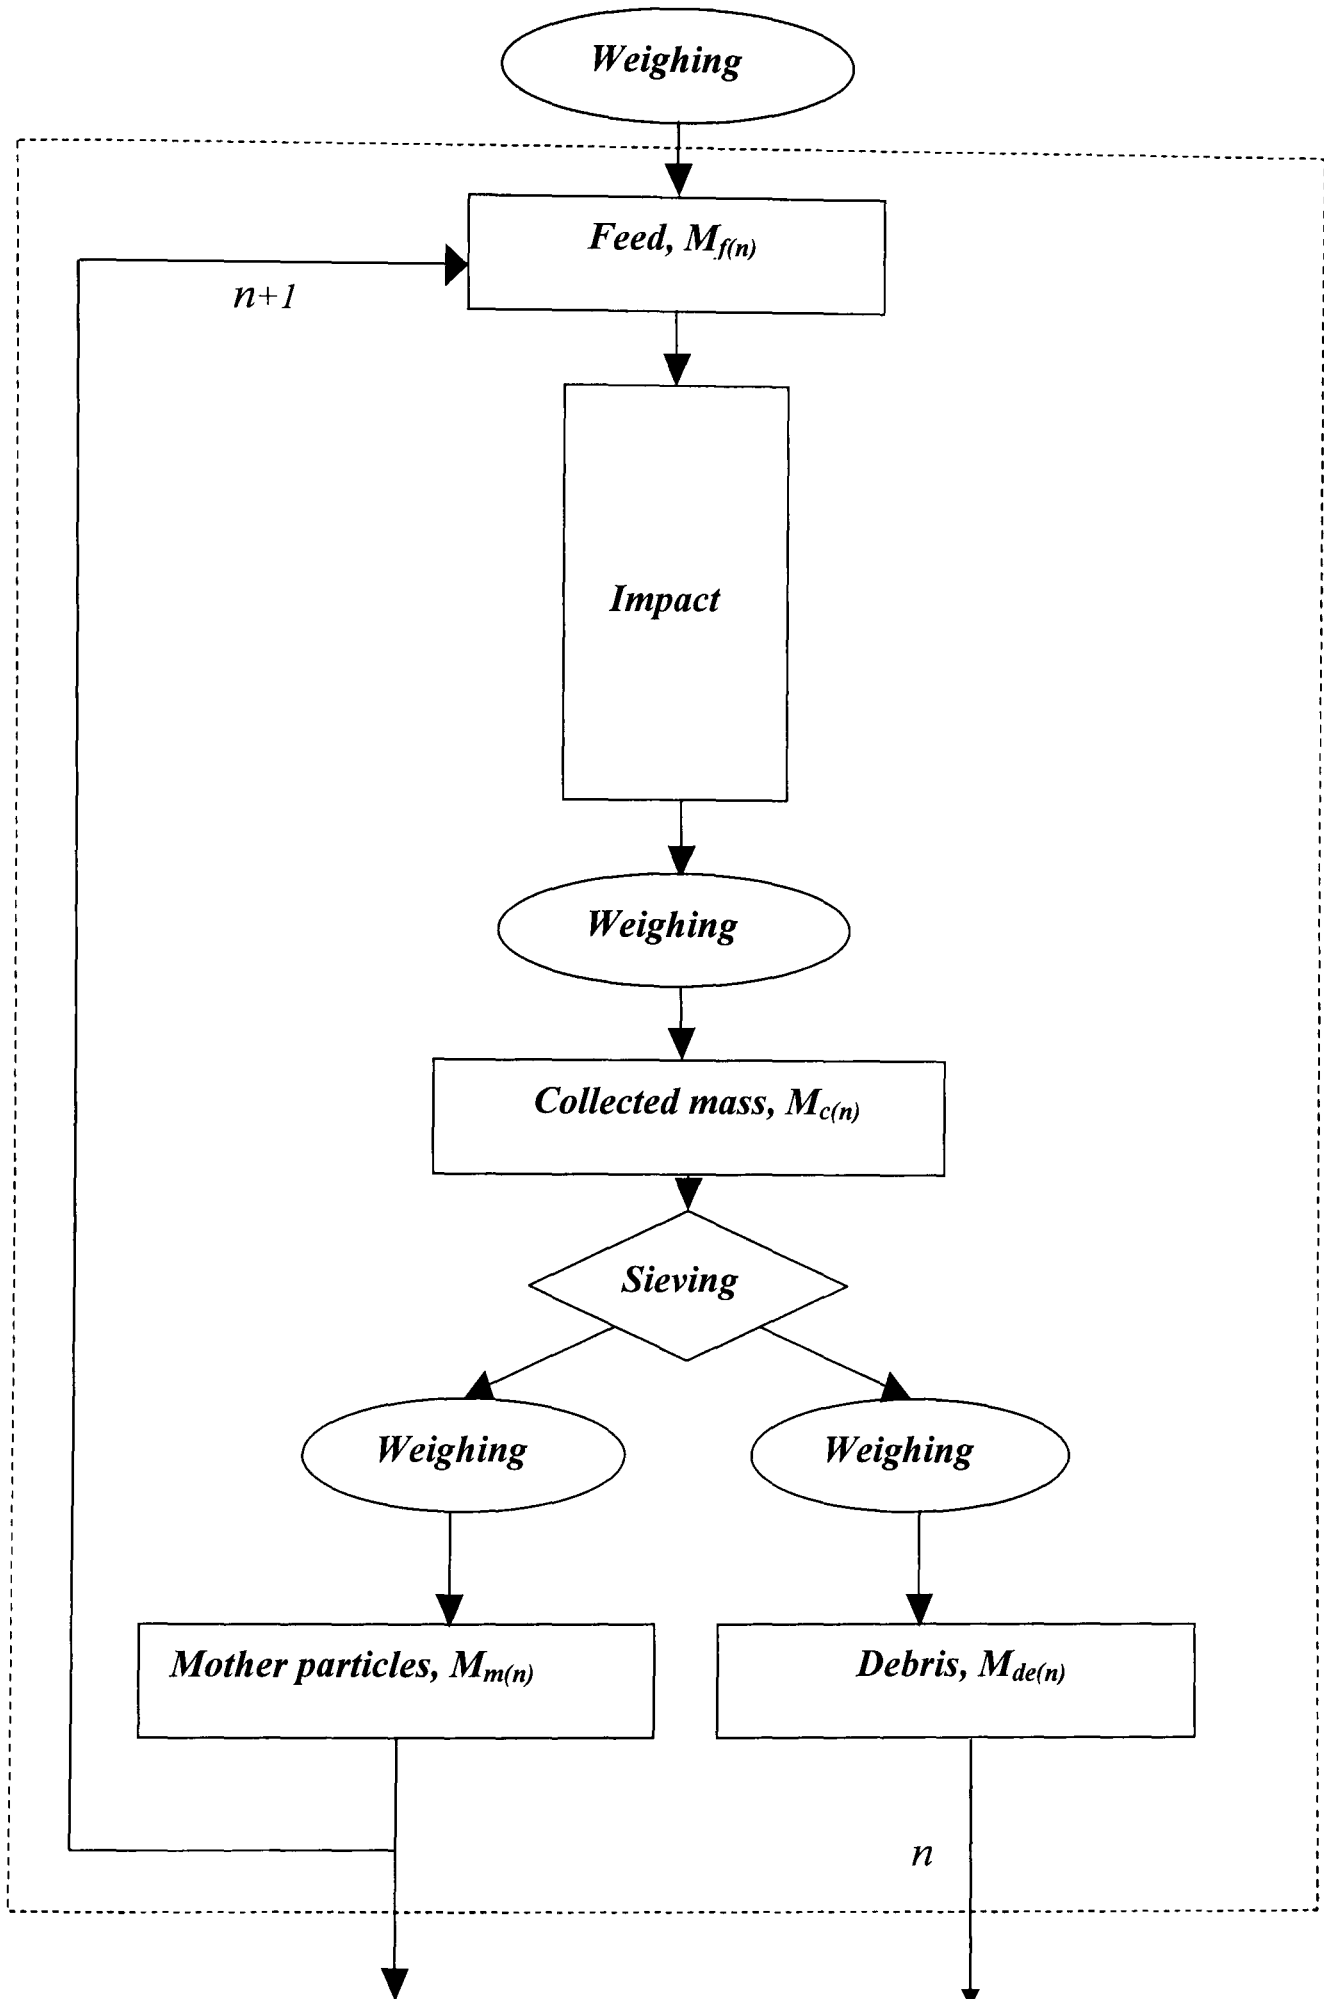 Weighing
Feed, Mf(n)
n+1
Impact
Weighing
Collected mass, Mc(n)
Sieving
Weighing
Weighing
Mother particles, Mm(n)
Debris, Mde(n)
n